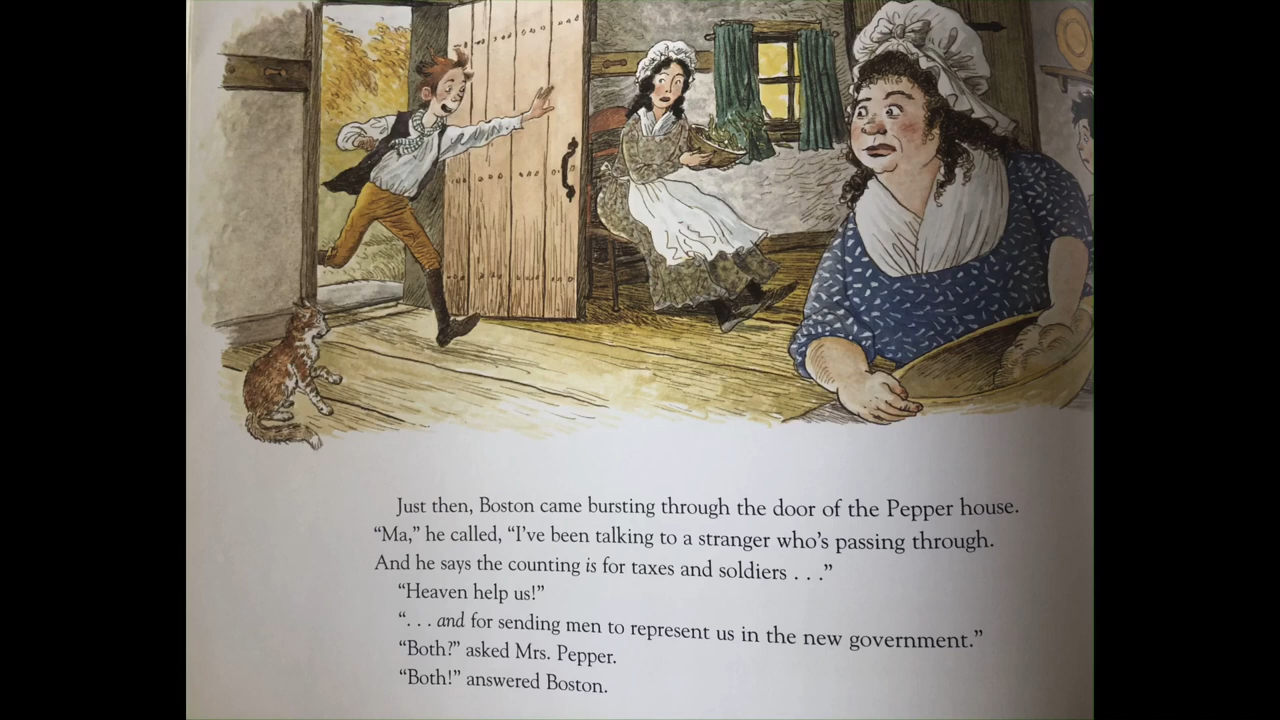 Just then, Boston came bursting through the door of the Pepper house.
“Ma,” he called, “I’ve been talking to a stranger who’s passing through.
And he says the counting is for taxes and soldiers . . .”
“Heaven help us!”
“. . . and for sending men to represent us in the new government.”
“Both?” asked Mrs. Pepper.
“Both!” answered Boston.